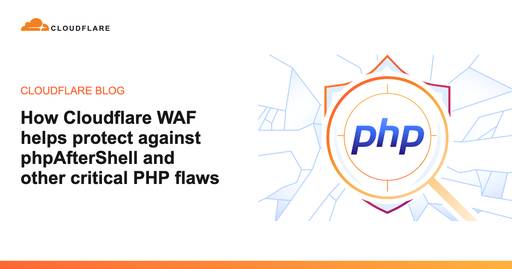 CLOUDFLARE
CLOUDFLARE BLOG
How Cloudflare WAF
helps protect against
phpAfterShell and
other critical PHP flaws
php